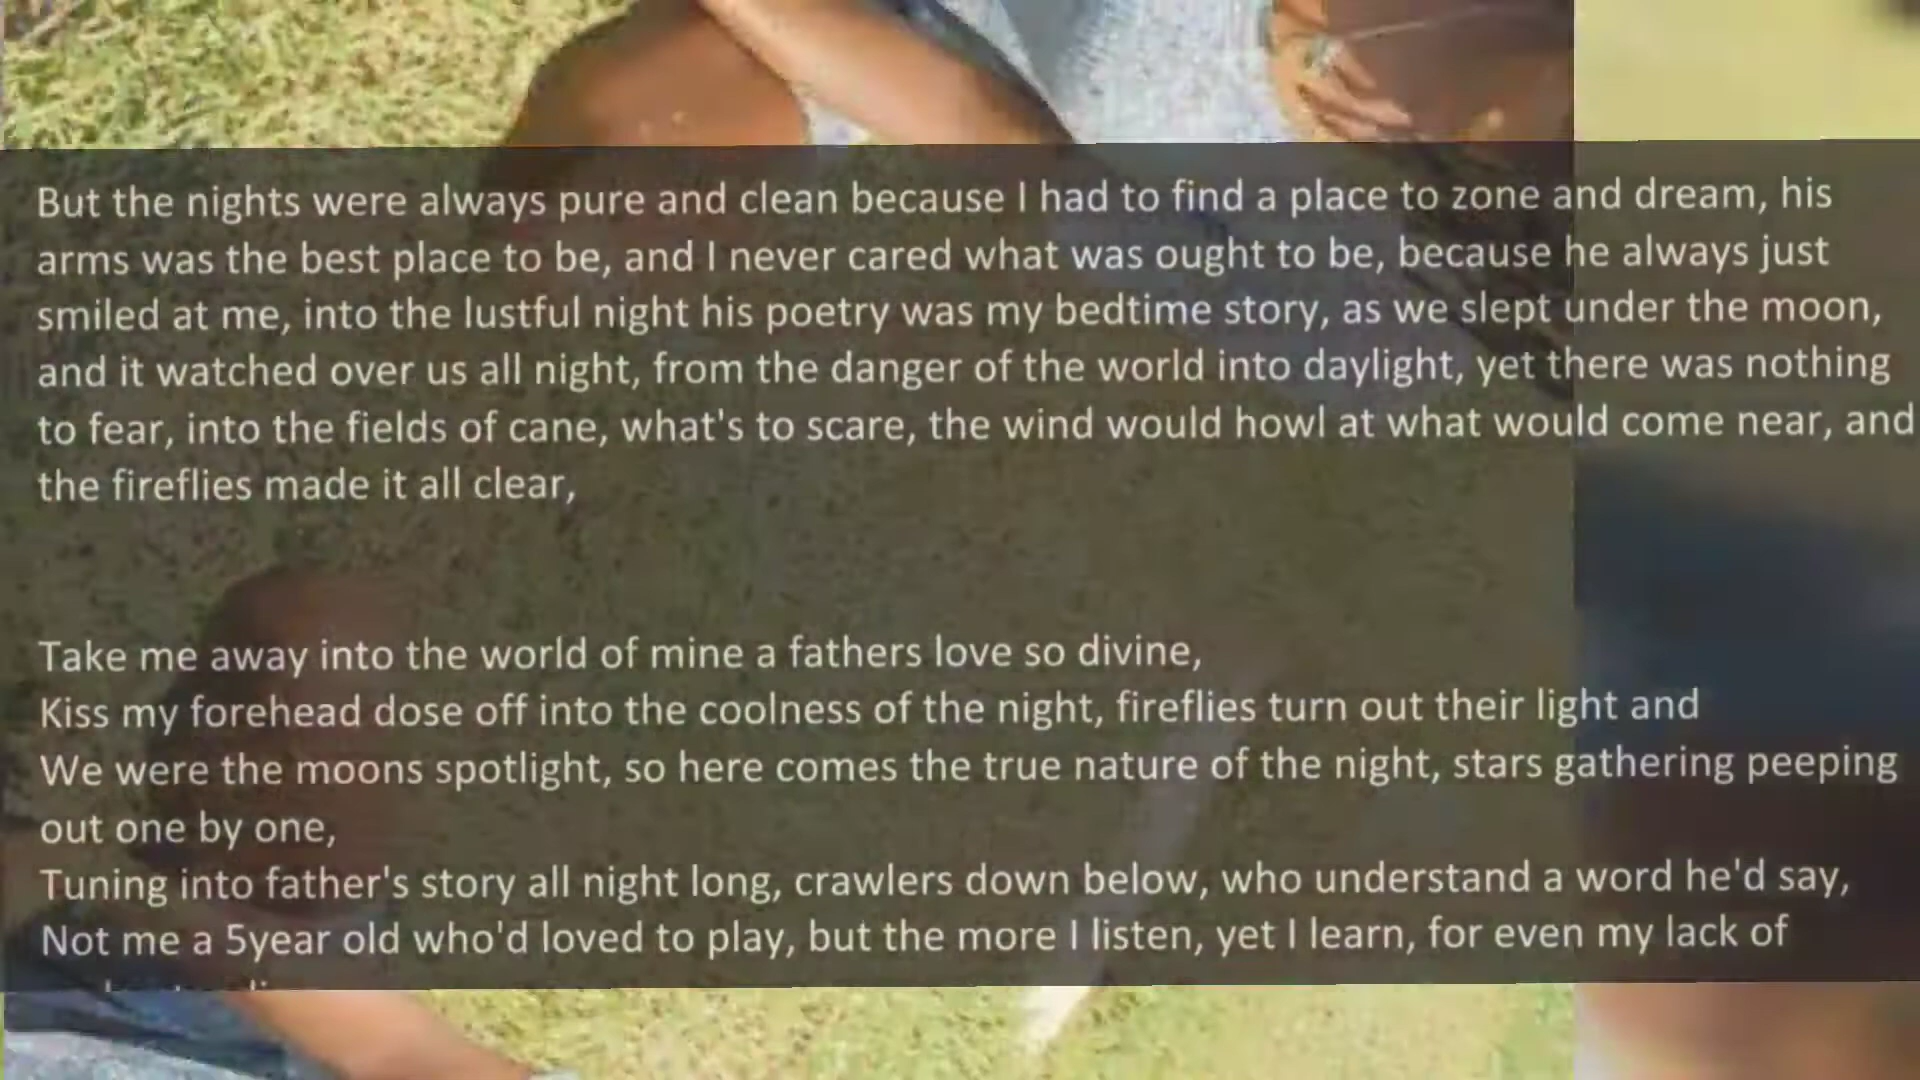 But the nights were always pure and clean because I had to find a place to zone and dream, his
arms was the best place to be, and I never cared what was ought to be, because he always just
smiled at me, into the lustful night his poetry was my bedtime story, as we slept under the moon,
and it watched over us all night, from the danger of the world into daylight, yet there was nothing
to fear, into the fields of cane, what's to scare, the wind would howl at what would come near, and
the fireflies made it all clear,
Take me away into the world of mine a fathers love so divine,
Kiss my forehead dose off into the coolness of the night, fireflies turn out their light and
We were the moons spotlight, so here comes the true nature of the night, stars gathering peeping
out one by one,
Tuning into father's story all night long, crawlers down below, who understand a word he'd say,
Not me a 5year old who'd loved to play, but the more I listen, yet I learn, for even my lack of